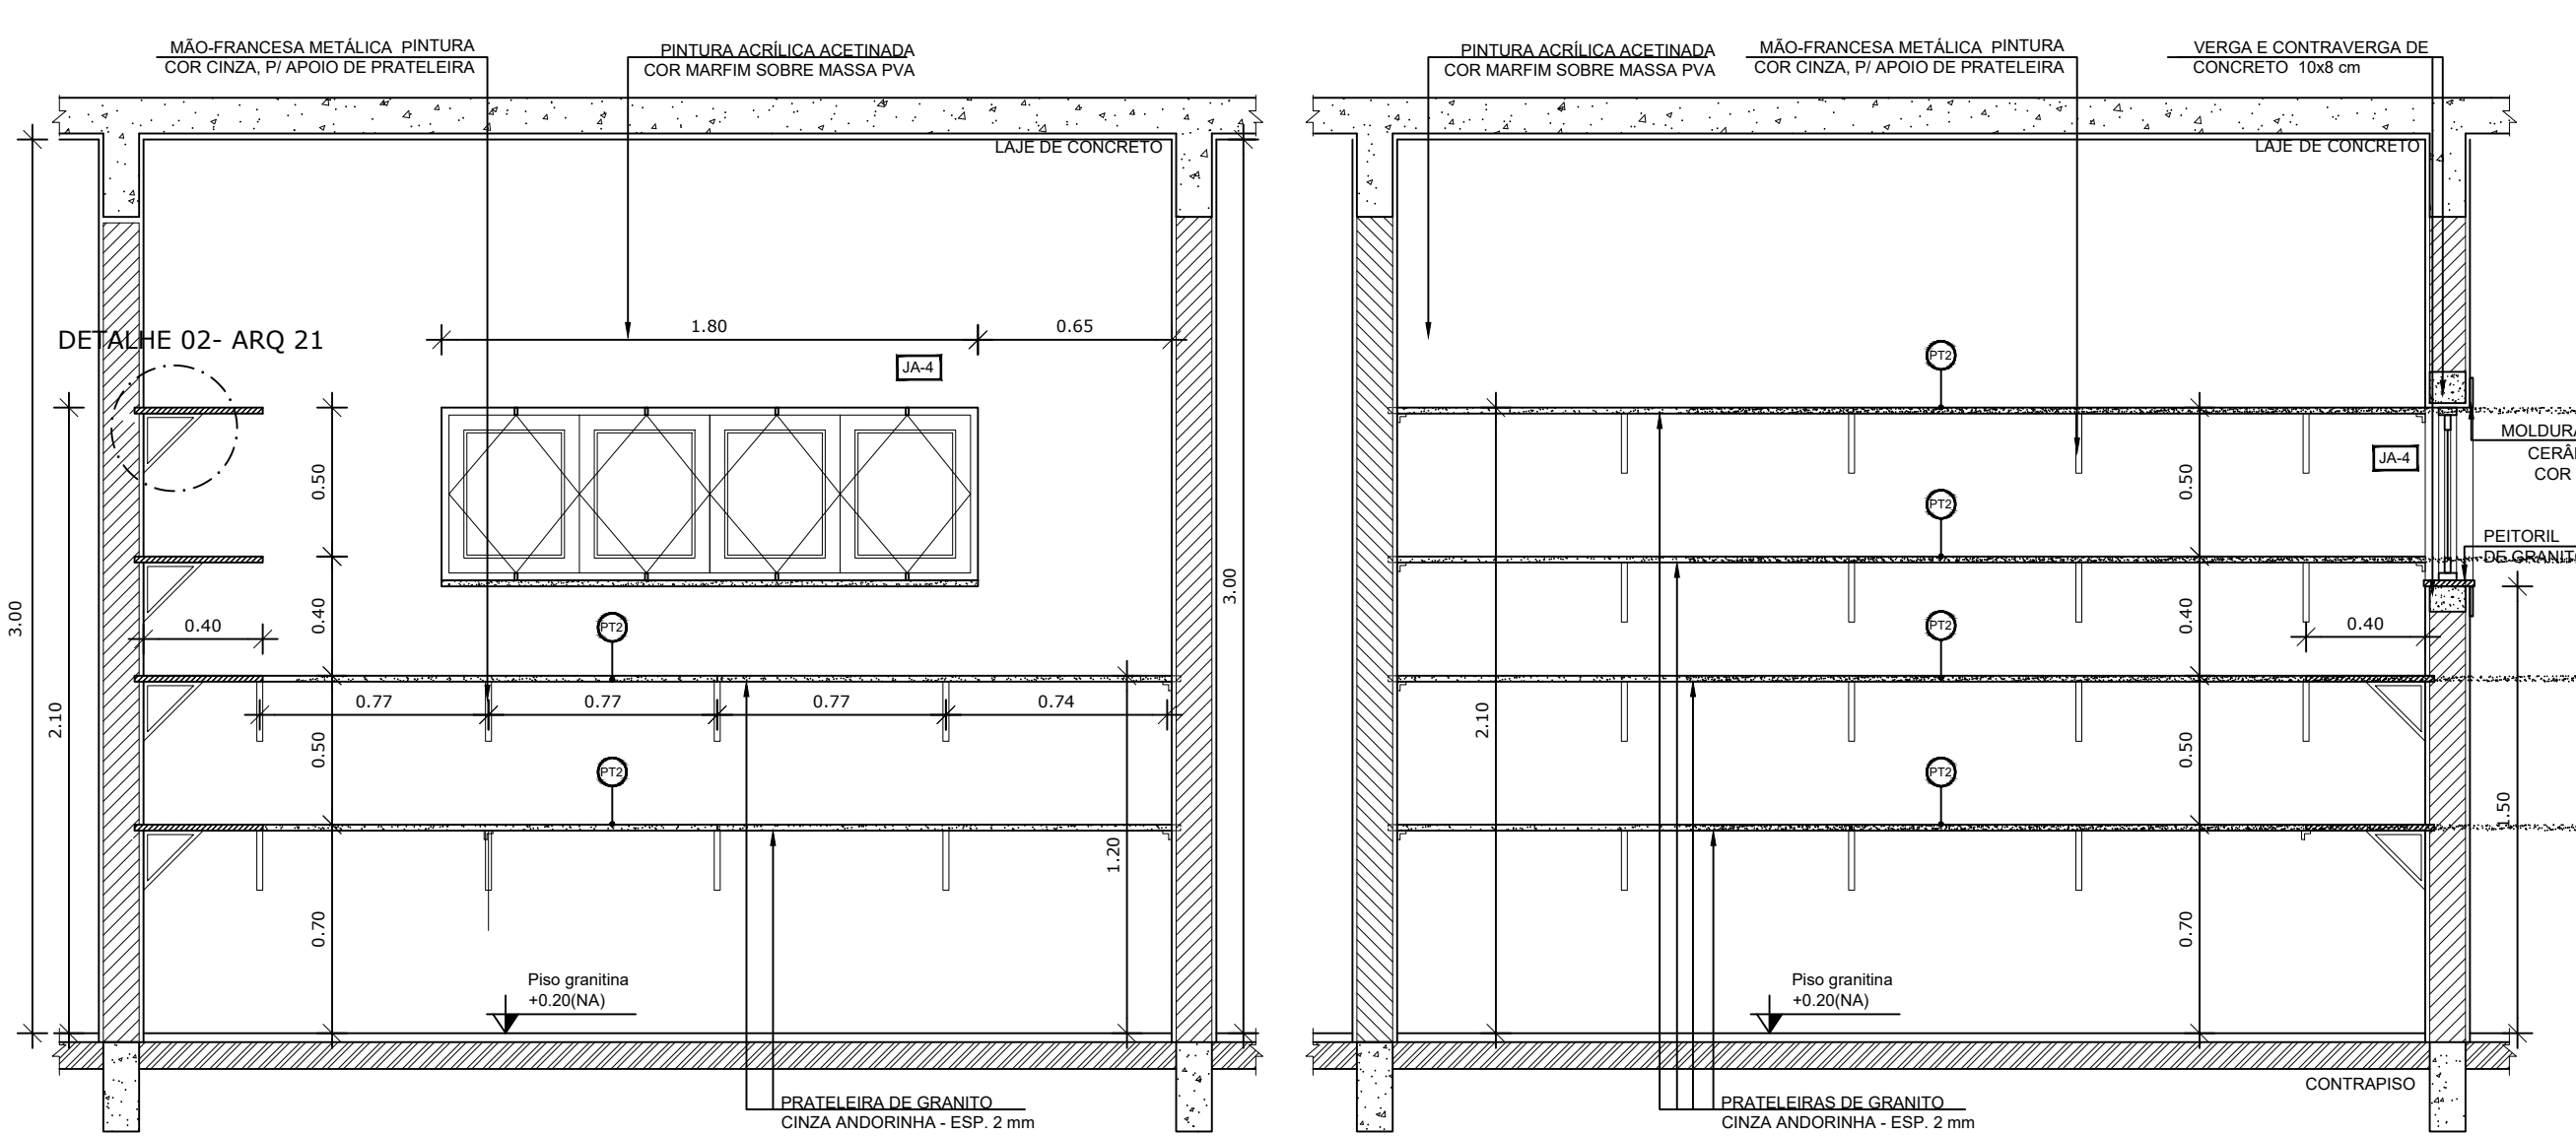 MÃO-FRANCESA METÁLICA PINTURA
COR CINZA, P/ APOIO DE PRATELEIRA
PINTURA ACRÍLICA ACETINADA
COR MARFIM SOBRE MASSA PVA
LAJE DE CONCRETO
DETALHE 02- ARQ 21
1.80
0.65
JA-4
0.50
0.40
0.40
3.00
2.10
3.00
PT2
0.77
0.77
0.77
0.74
0.50
PT2
1.20
0.70
Piso granitina
+0.20(NA)
PRATELEIRA DE GRANITO
CINZA ANDORINHA - ESP. 2 mm
PINTURA ACRÍLICA ACETINADA
COR MARFIM SOBRE MASSA PVA
MÃO-FRANCESA METÁLICA PINTURA
COR CINZA, P/ APOIO DE PRATELEIRA
VERGA E CONTRAVERGA DE
CONCRETO 10x8 cm
LAJE DE CONCRETO
PT2
MOLDURA
CERÂ
COR
JA-4
0.50
PT2
PEITORIL
DE GRANITO
0.40
PT2
0.40
2.10
0.50
PT2
1.50
0.70
Piso granitina
+0.20(NA)
CONTRAPISO
PRATELEIRAS DE GRANITO
CINZA ANDORINHA - ESP. 2 mm